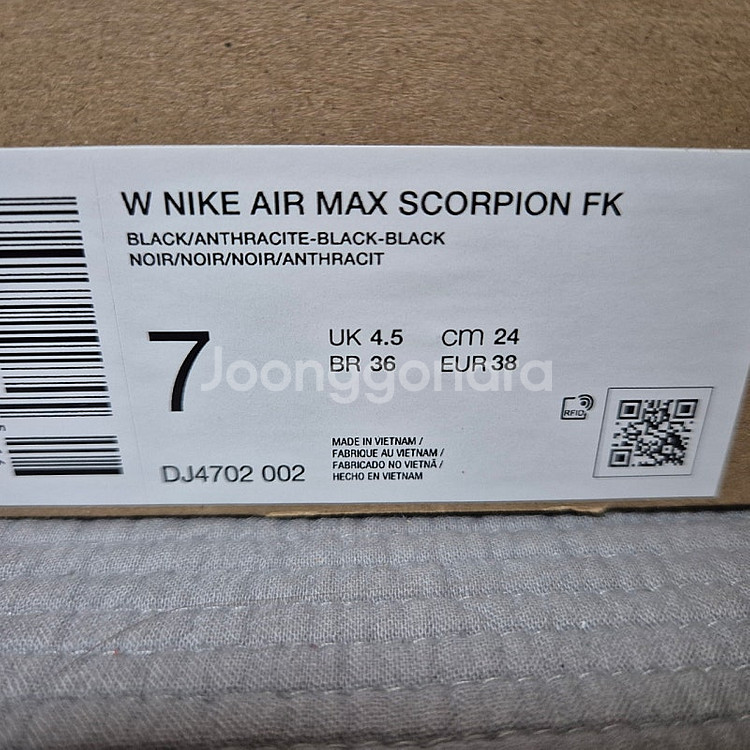 W NIKE AIR MAX SCORPION FK
BLACK/ANTHRACITE-BLACK-BLACK
NOIR/NOIR/NOIR/ANTHRACIT
7
UK 4.5 cm 24
BR 36 EUR 38
Joonggonara
RFID
DJ4702 002
MADE IN VIETNAM /
FABRIQUE AU VIETNAM /
FABRICADO NO VIETNÃ /
HECHO EN VIETNAM